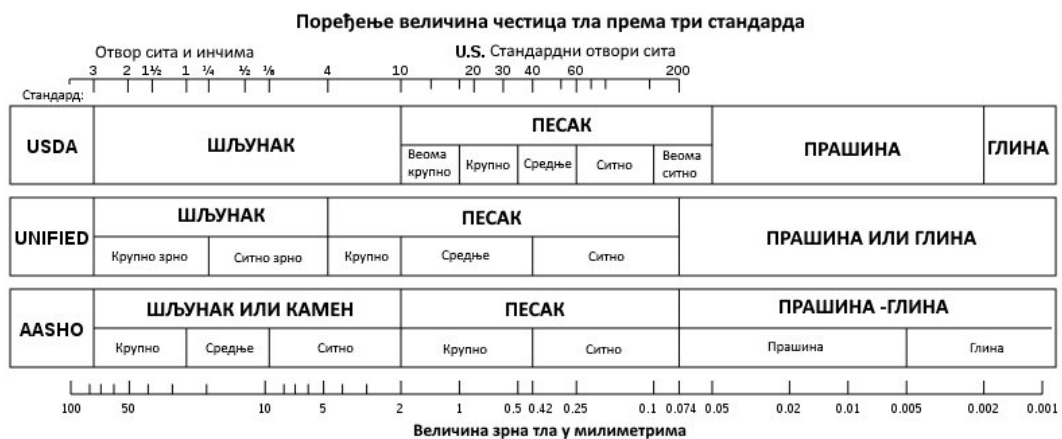 Поређење величина честица тла према три стандарда
Отвор сита и инчима U.S. Стандардни отвори сита
3 2 1½ 1 ¾ ½ ⅜ 4 10 20 30 40 60 200
Стандард:
USDA ШЉУНАК ПЕСАК ПРАШИНА ГЛИНА
Веома крупно Крупно Средње Ситно Веома ситно
UNIFIED ШЉУНАК ПЕСАК ПРАШИНА ИЛИ ГЛИНА
Крупно зрно Ситно зрно Крупно Средње Ситно
AASHO ШЉУНАК ИЛИ КАМЕН ПЕСАК ПРАШИНА -ГЛИНА
Крупно Средње Ситно Крупно Ситно Прашина Глина
100 50 10 5 2 1 0.5 0.42 0.25 0.1 0.074 0.05 0.02 0.01 0.005 0.002 0.001
Величина зрна тла у милиметрима